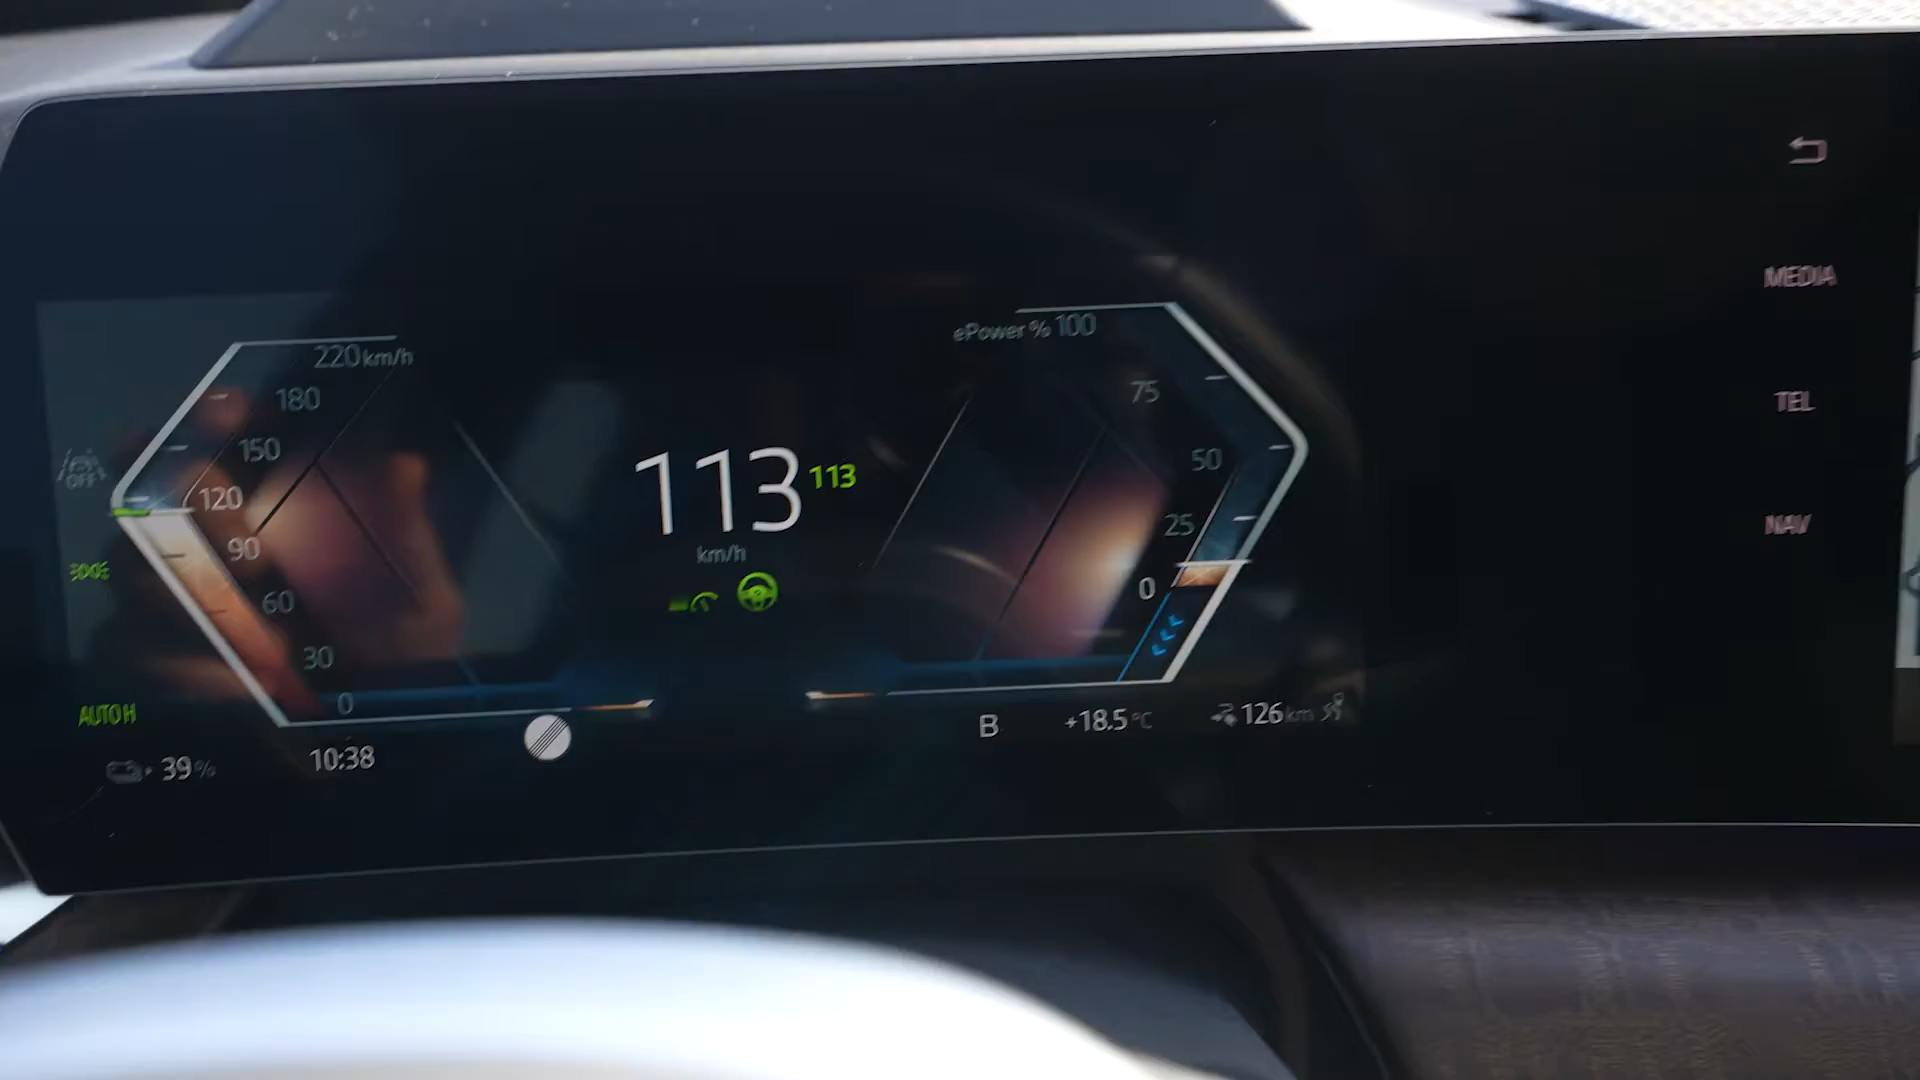 220 km/h
180
150
120
90
60
30
0
OFF
AUTO H
39 %
10:38
113 113
km/h
ePower % 100
75
50
25
0
B
+18.5 °C
126 km
MEDIA
TEL
NAV